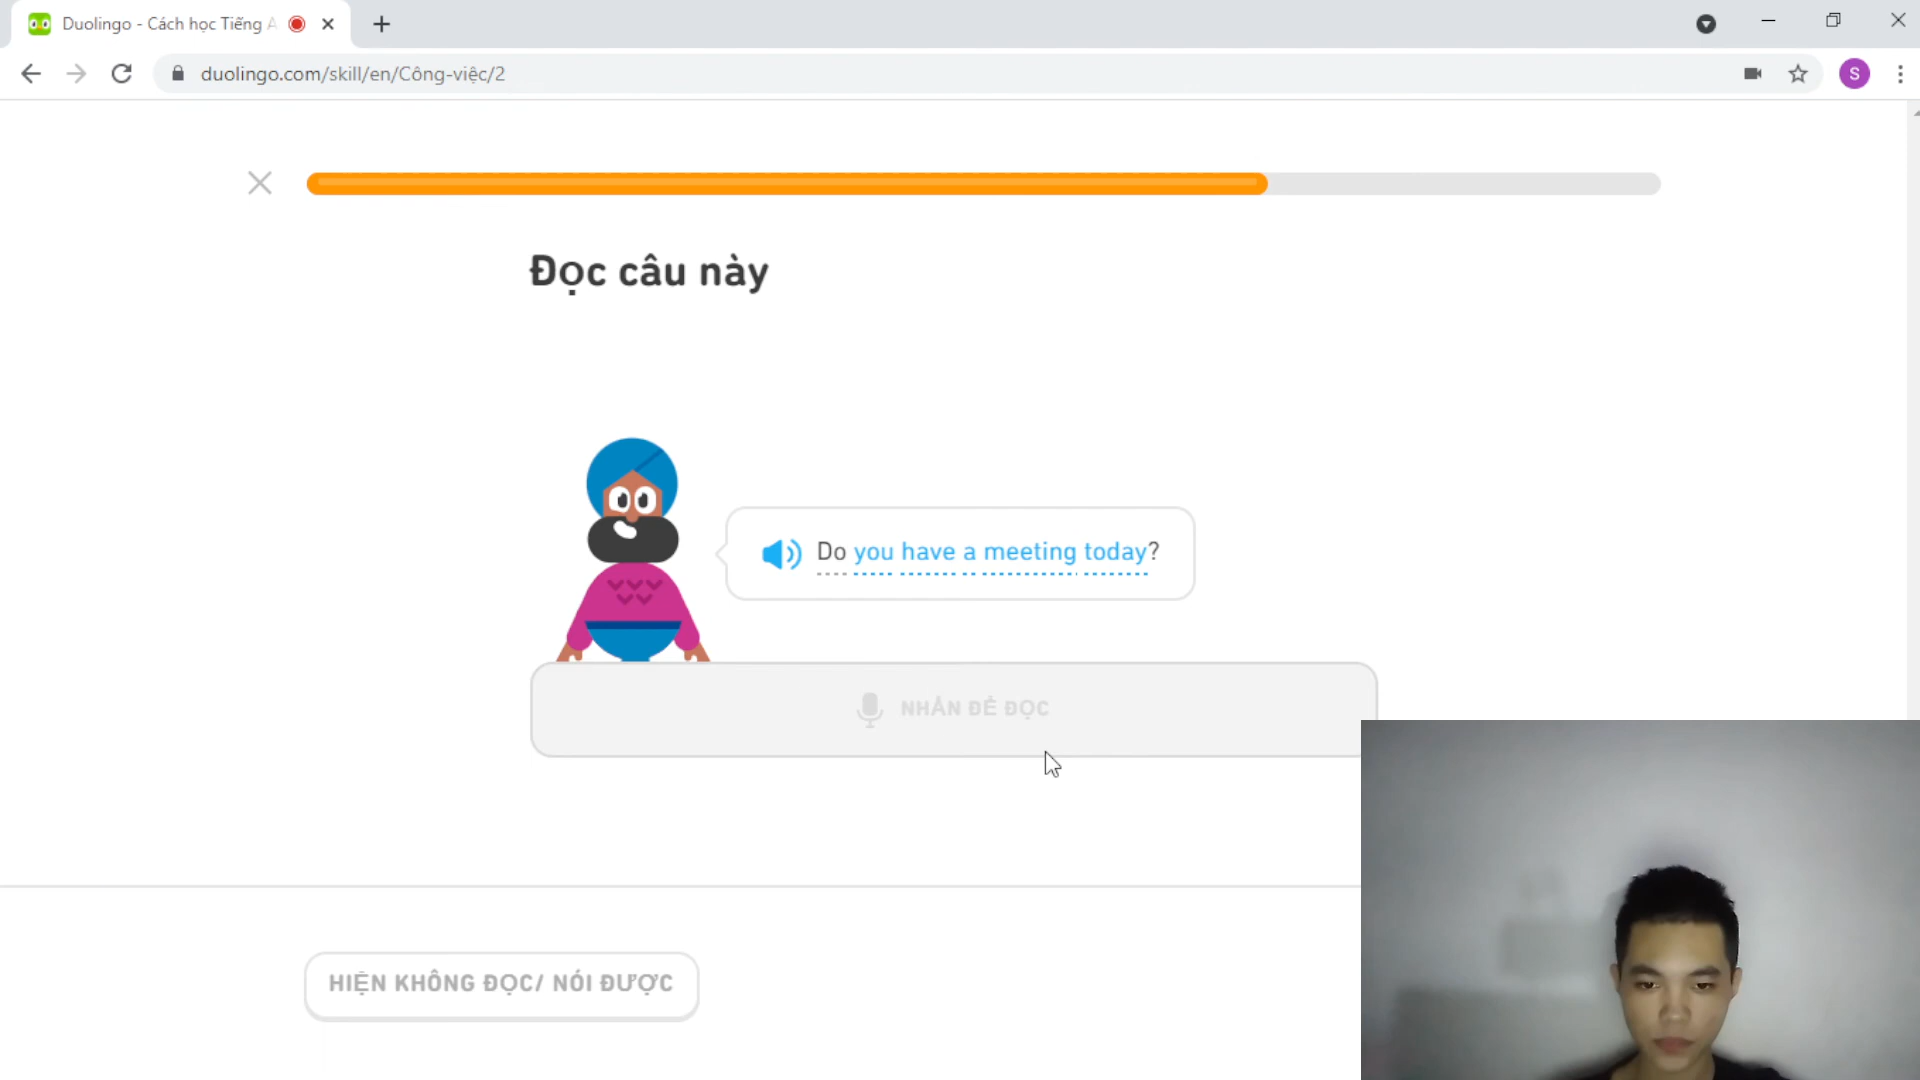 Duolingo - Cách học Tiếng A
duolingo.com/skill/en/Công-việc/2
S
Đọc câu này
Do you have a meeting today?
NHẤN ĐỂ ĐỌC
HIỆN KHÔNG ĐỌC/ NÓI ĐƯỢC